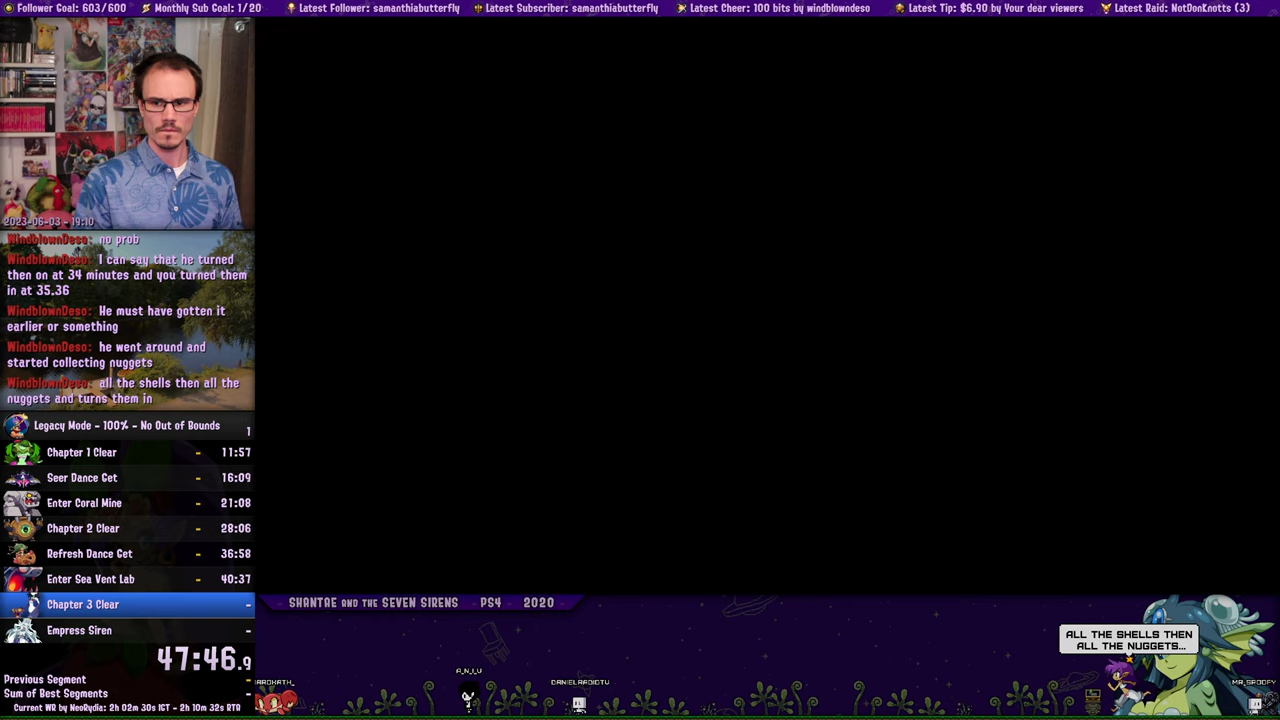 Follower Goal: 603/600 Monthly Sub Goal: 1/20 Latest Follower: samanthiabutterfly Latest Subscriber: samanthiabutterfly Latest Cheer: 100 bits by windblowndeso Latest Tip: $6.90 by Your dear viewers Latest Raid: NotDonKnotts (3)
2023-06-03 - 19:10
WindblownDeso: no prob
WindblownDeso: I can say that he turned
then on at 34 minutes and you turned them
in at 35.36
WindblownDeso: He must have gotten it
earlier or something
WindblownDeso: he went around and
started collecting nuggets
WindblownDeso: all the shells then all the
nuggets and turns them in
Legacy Mode - 100% - No Out of Bounds 1
Chapter 1 Clear - 11:57
Seer Dance Get - 16:09
Enter Coral Mine - 21:08
Chapter 2 Clear - 28:06
Refresh Dance Get - 36:58
Enter Sea Vent Lab - 40:37
Chapter 3 Clear -
Empress Siren -
47:46.9
Previous Segment -
Sum of Best Segments -
Current WR by NeoRydia: 2h 02m 30s IGT - 2h 10m 32s RTA
SHANTAE AND THE SEVEN SIRENS PS4 2020
ALL THE SHELLS THEN
ALL THE NUGGETS...
A_N_I_V
DANIELRADIOTV
MR_SPOOFY